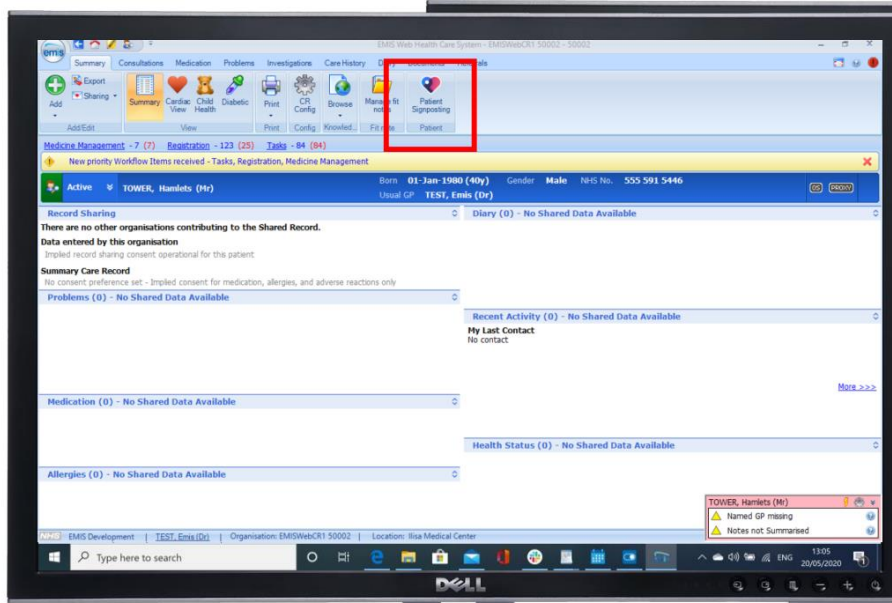 emis
EMIS Web Health Care System - EMISWebCR1 50002 - 50002
Summary Consultations Medication Problems Investigations Care History Diary Documents Referrals
Add
Export
Sharing
Add/Edit
Summary
Cardiac View
Child Health
Diabetic
View
Print
Print
CR Config
Config
Browse
Knowled...
Manage fit notes
Fit note
Patient Signposting
Patient
Medicine Management - 7 (7) Registration - 123 (25) Tasks - 84 (84)
New priority Workflow Items received - Tasks, Registration, Medicine Management
Active TOWER, Hamlets (Mr) Born 01-Jan-1980 (40y) Gender Male NHS No. 555 591 5446
Usual GP TEST, Emis (Dr)
OS PROXY
Record Sharing
There are no other organisations contributing to the Shared Record.
Data entered by this organisation
Implied record sharing consent operational for this patient
Summary Care Record
No consent preference set - Implied consent for medication, allergies, and adverse reactions only
Problems (0) - No Shared Data Available
Medication (0) - No Shared Data Available
Allergies (0) - No Shared Data Available
Diary (0) - No Shared Data Available
Recent Activity (0) - No Shared Data Available
My Last Contact
No contact
More >>>
Health Status (0) - No Shared Data Available
TOWER, Hamlets (Mr)
Named GP missing
Notes not Summarised
NHS EMIS Development | TEST, Emis (Dr) | Organisation: EMISWebCR1 50002 | Location: Ilisa Medical Center
Type here to search
ENG
13:05
20/05/2020
DELL